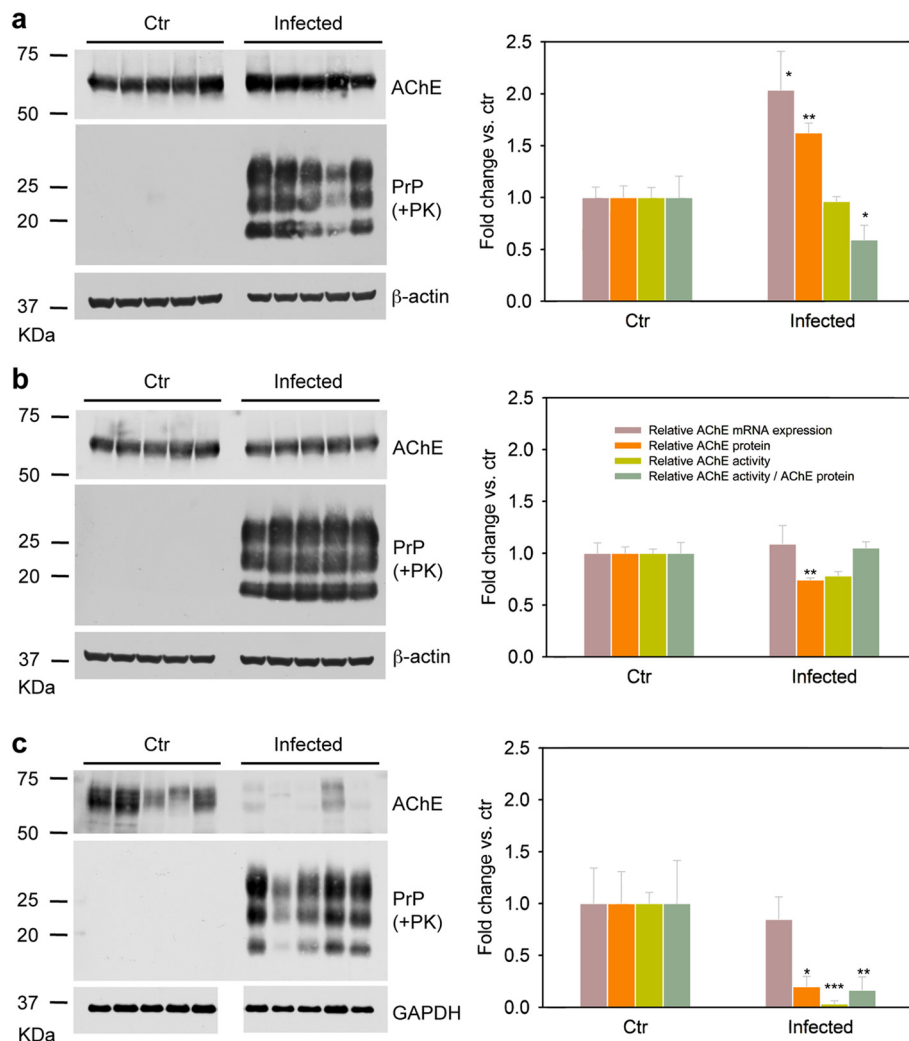 a
Ctr
Infected
75
50
AChE
25
20
PrP
(+PK)
37
β-actin
KDa
Fold change vs. ctr
2.5
2.0
1.5
1.0
0.5
0.0
*
**
*
Ctr
Infected
b
Ctr
Infected
75
50
AChE
25
20
PrP
(+PK)
37
β-actin
KDa
Fold change vs. ctr
2.5
2.0
1.5
1.0
0.5
0.0
Relative AChE mRNA expression
Relative AChE protein
Relative AChE activity
Relative AChE activity / AChE protein
**
Ctr
Infected
c
Ctr
Infected
75
50
AChE
25
20
PrP
(+PK)
37
GAPDH
KDa
Fold change vs. ctr
2.5
2.0
1.5
1.0
0.5
0.0
*
***
**
Ctr
Infected